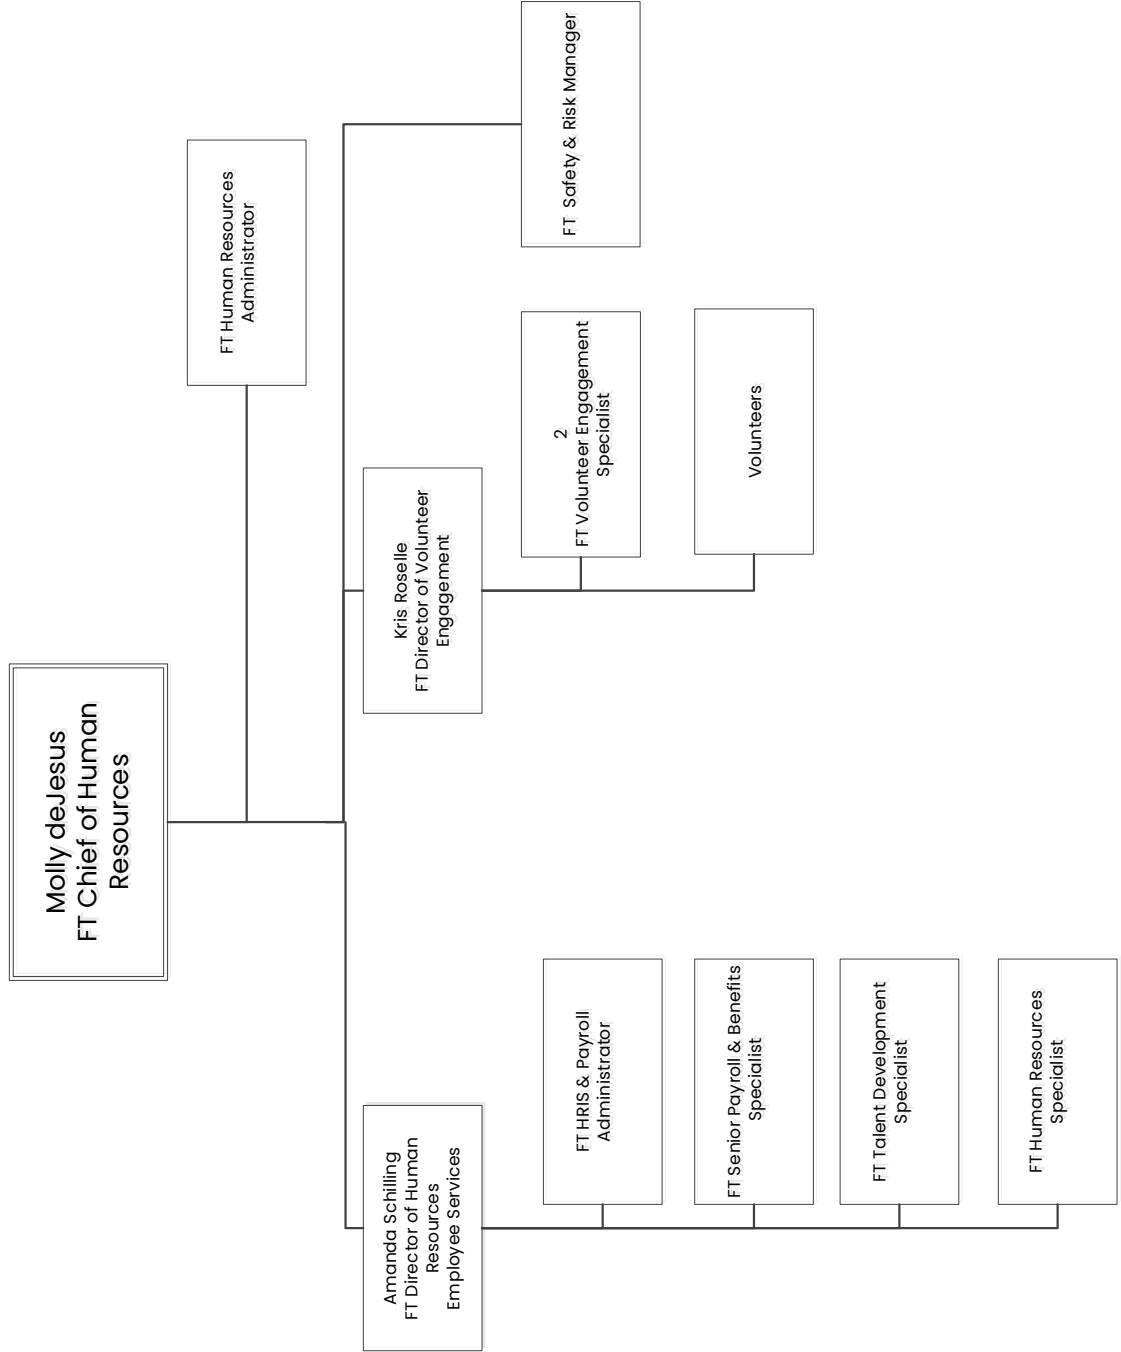 Molly deJesus
FT Chief of Human
Resources
FT Human Resources
Administrator
Amanda Schilling
FT Director of Human
Resources
Employee Services
Kris Roselle
FT Director of Volunteer
Engagement
FT Safety & Risk Manager
FT HRIS & Payroll
Administrator
2
FT Volunteer Engagement
Specialist
FT Senior Payroll & Benefits
Specialist
Volunteers
FT Talent Development
Specialist
FT Human Resources
Specialist